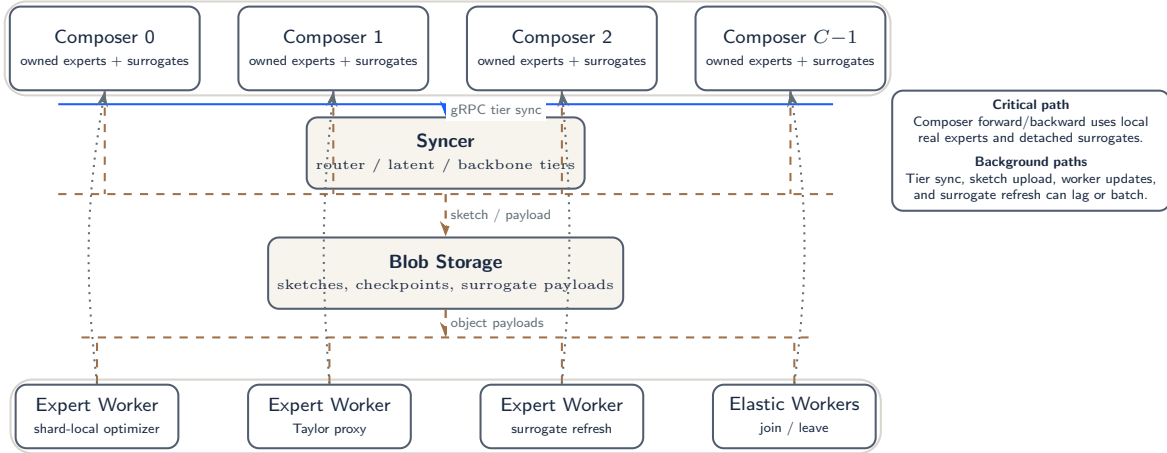 Composer 0
owned experts + surrogates
Composer 1
owned experts + surrogates
Composer 2
owned experts + surrogates
Composer C−1
owned experts + surrogates
gRPC tier sync
Syncer
router / latent / backbone tiers
sketch / payload
Blob Storage
sketches, checkpoints, surrogate payloads
object payloads
Expert Worker
shard-local optimizer
Expert Worker
Taylor proxy
Expert Worker
surrogate refresh
Elastic Workers
join / leave
Critical path
Composer forward/backward uses local
real experts and detached surrogates.
Background paths
Tier sync, sketch upload, worker updates,
and surrogate refresh can lag or batch.